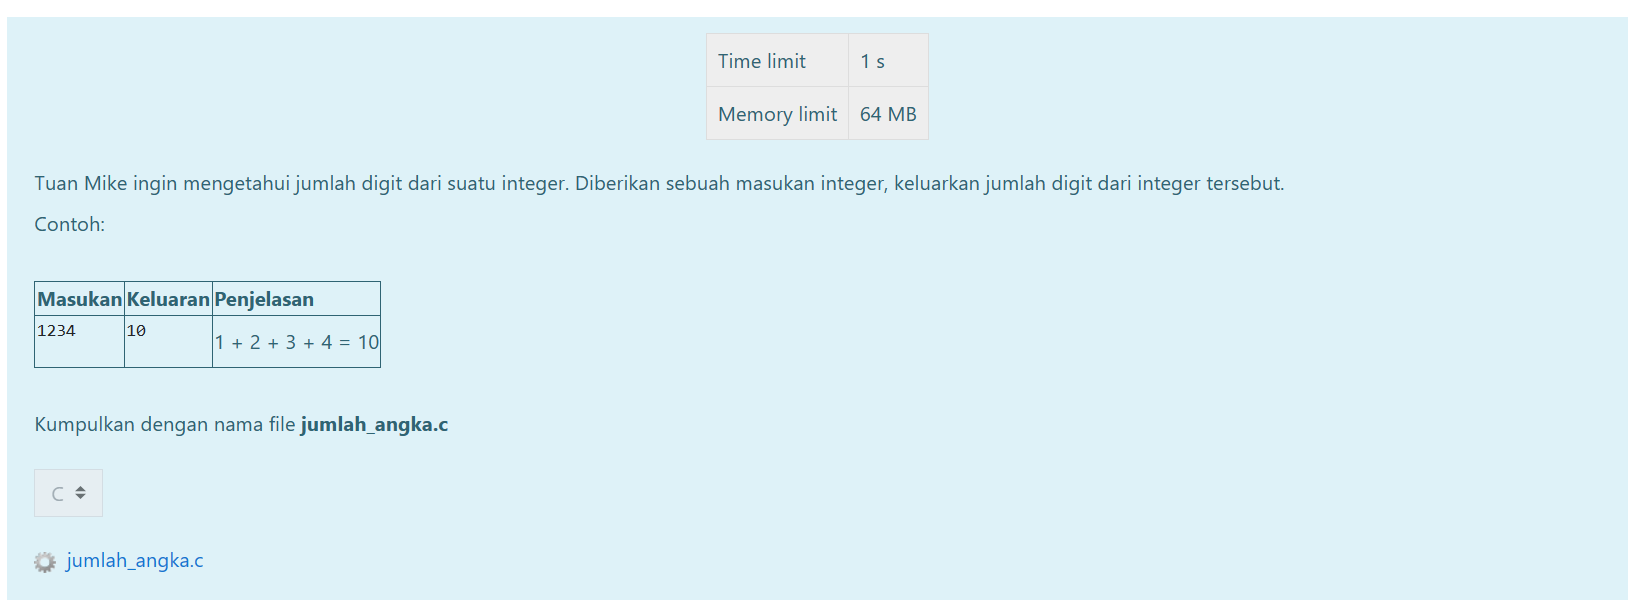 Time limit 1 s
Memory limit 64 MB
Tuan Mike ingin mengetahui jumlah digit dari suatu integer. Diberikan sebuah masukan integer, keluarkan jumlah digit dari integer tersebut.
Contoh:
Masukan Keluaran Penjelasan
1234 10 1 + 2 + 3 + 4 = 10
Kumpulkan dengan nama file jumlah_angka.c
C
jumlah_angka.c